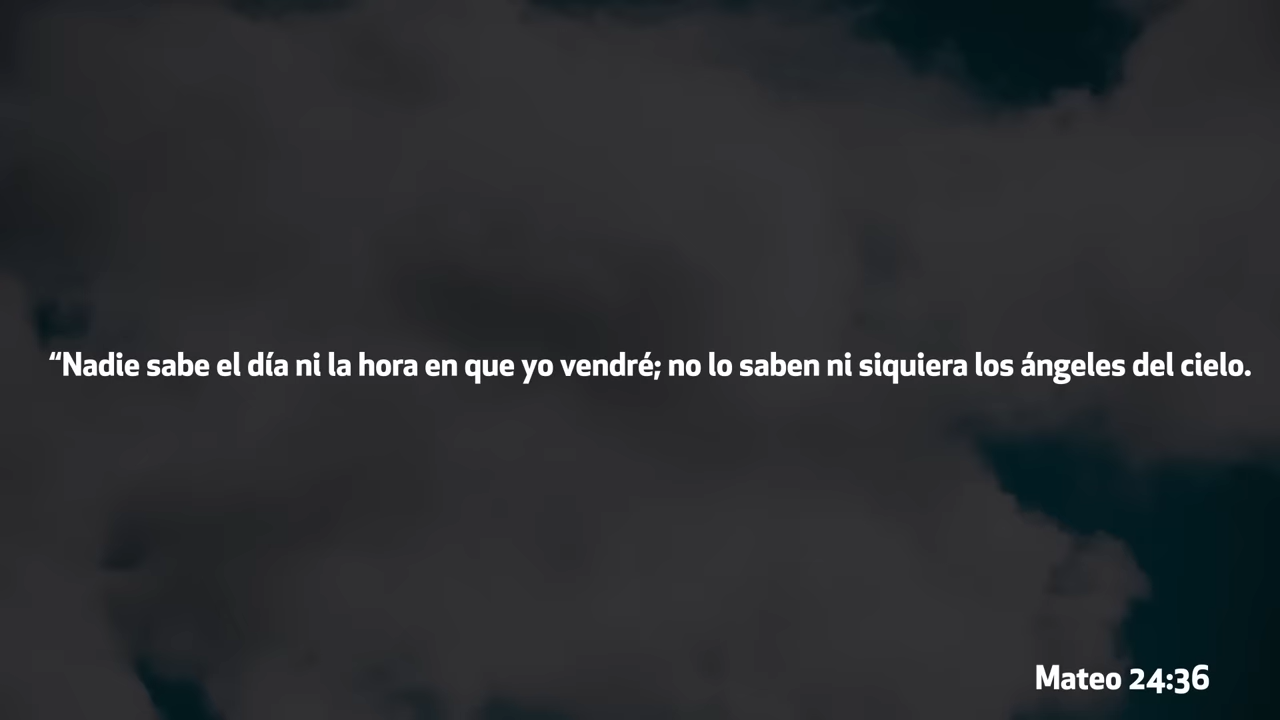 “Nadie sabe el día ni la hora en que yo vendré; no lo saben ni siquiera los ángeles del cielo.
Mateo 24:36